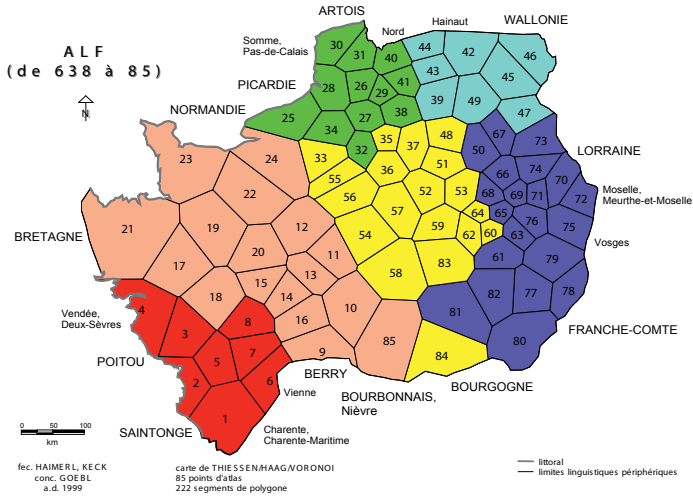 ARTOIS
Hainaut
WALLONIE
Somme,
Pas-de-Calais
Nord
ALF
(de 638 à 85)
PICARDIE
N
NORMANDIE
30
31
40
44
42
46
43
45
28
26
29
41
39
49
47
25
27
38
34
32
35
37
48
67
73
LORRAINE
23
24
33
36
51
50
66
74
70
Moselle,
Meurthe-et-Moselle
22
55
56
52
53
68
69
71
72
BRETAGNE
21
19
12
57
64
65
76
75
54
59
62
60
63
Vosges
17
20
11
58
83
61
79
13
15
18
14
10
82
77
78
Vendée,
Deux-Sèvres
4
3
8
16
81
FRANCHE-COMTE
POITOU
5
7
9
85
84
80
2
6
Vienne
BERRY
BOURBONNAIS,
Nièvre
BOURGOGNE
1
SAINTONGE
Charente,
Charente-Maritime
0 50 100
km
fec. HAIMERL, KECK
conc. GOEBL
a.d. 1999
carte de THIESSEN/HAAG/VORONOI
85 points d'atlas
222 segments de polygone
littoral
limites linguistiques périphériques